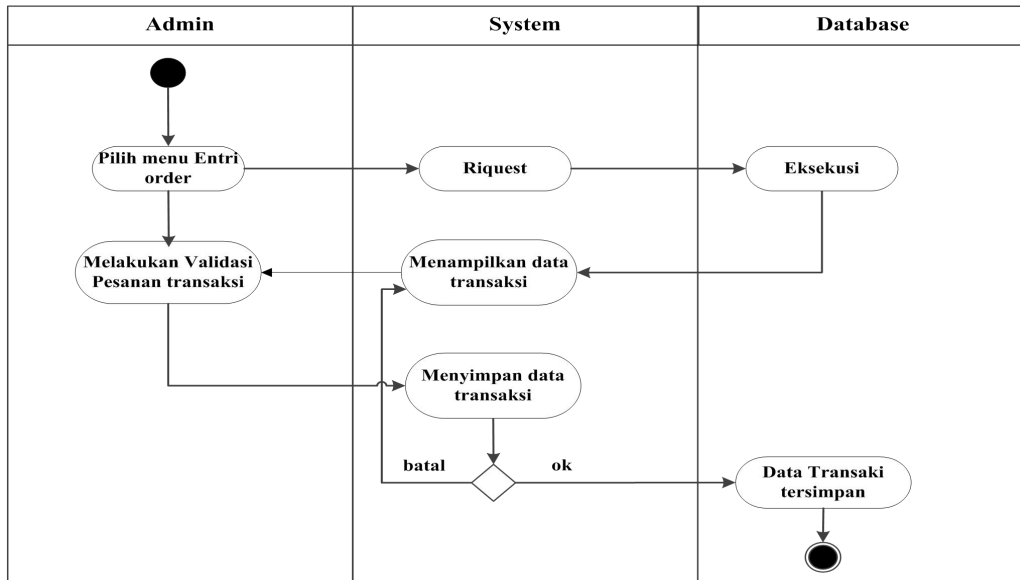 Admin
System
Database
Pilih menu Entri
order
Riquest
Eksekusi
Melakukan Validasi
Pesanan transaksi
Menampilkan data
transaksi
Menyimpan data
transaksi
batal
ok
Data Transaki
tersimpan